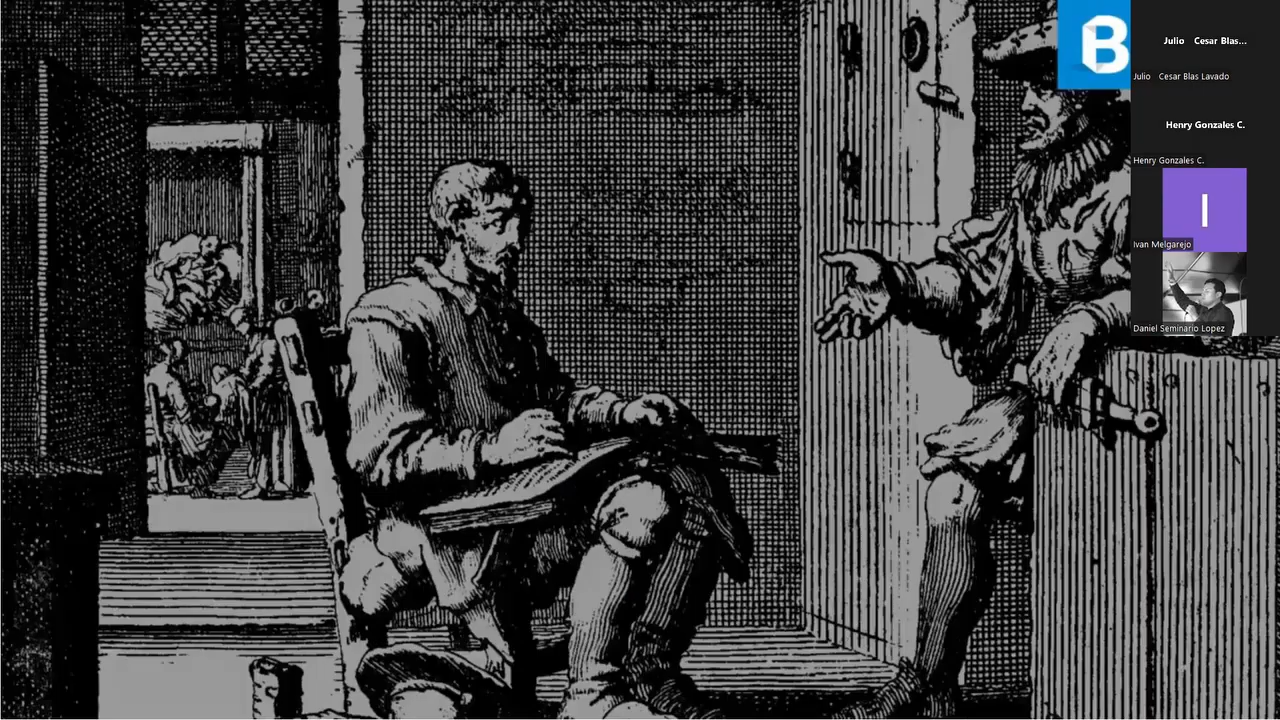 B
Julio Cesar Blas...
Julio Cesar Blas Lavado
Henry Gonzales C.
Henry Gonzales C.
I
Ivan Melgarejo
Daniel Seminario Lopez